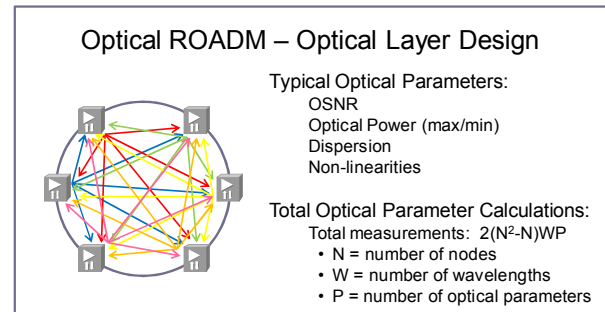 Optical ROADM – Optical Layer Design
Typical Optical Parameters:
OSNR
Optical Power (max/min)
Dispersion
Non-linearities
Total Optical Parameter Calculations:
Total measurements: 2(N²-N)WP
• N = number of nodes
• W = number of wavelengths
• P = number of optical parameters